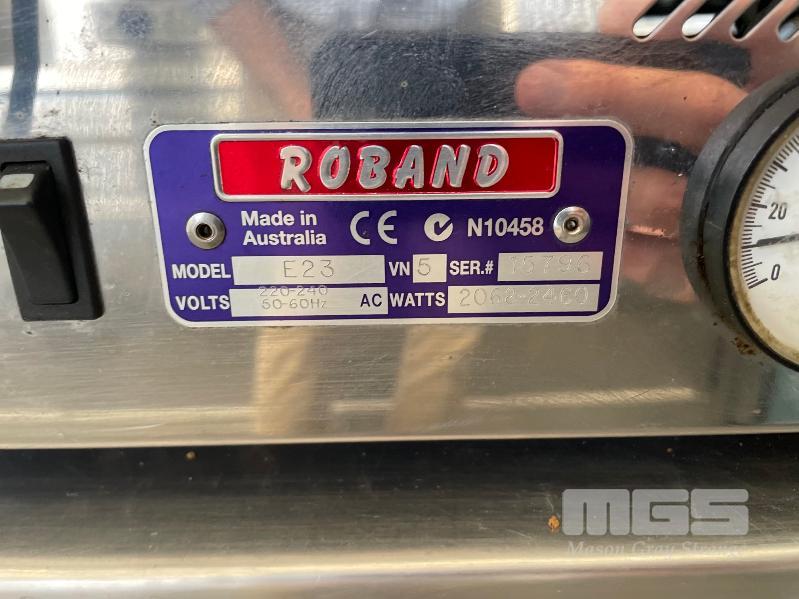 ROBAND
Made in
Australia
CE
N10458
MODEL E23 VN 5 SER.# 15796
VOLTS 220-240
50-60Hz AC WATTS 2068-2460
20
0
MGS
Mason Gray Strange